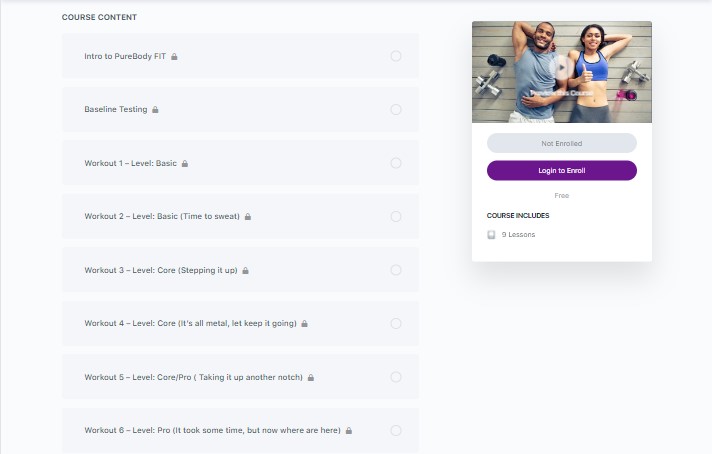 COURSE CONTENT
Intro to PureBody FIT
Baseline Testing
Workout 1 – Level: Basic
Workout 2 – Level: Basic (Time to sweat)
Workout 3 – Level: Core (Stepping it up)
Workout 4 – Level: Core (It's all metal, let keep it going)
Workout 5 – Level: Core/Pro ( Taking it up another notch)
Workout 6 – Level: Pro (It took some time, but now where are here)
Preview this Course
Not Enrolled
Login to Enroll
Free
COURSE INCLUDES
9 Lessons